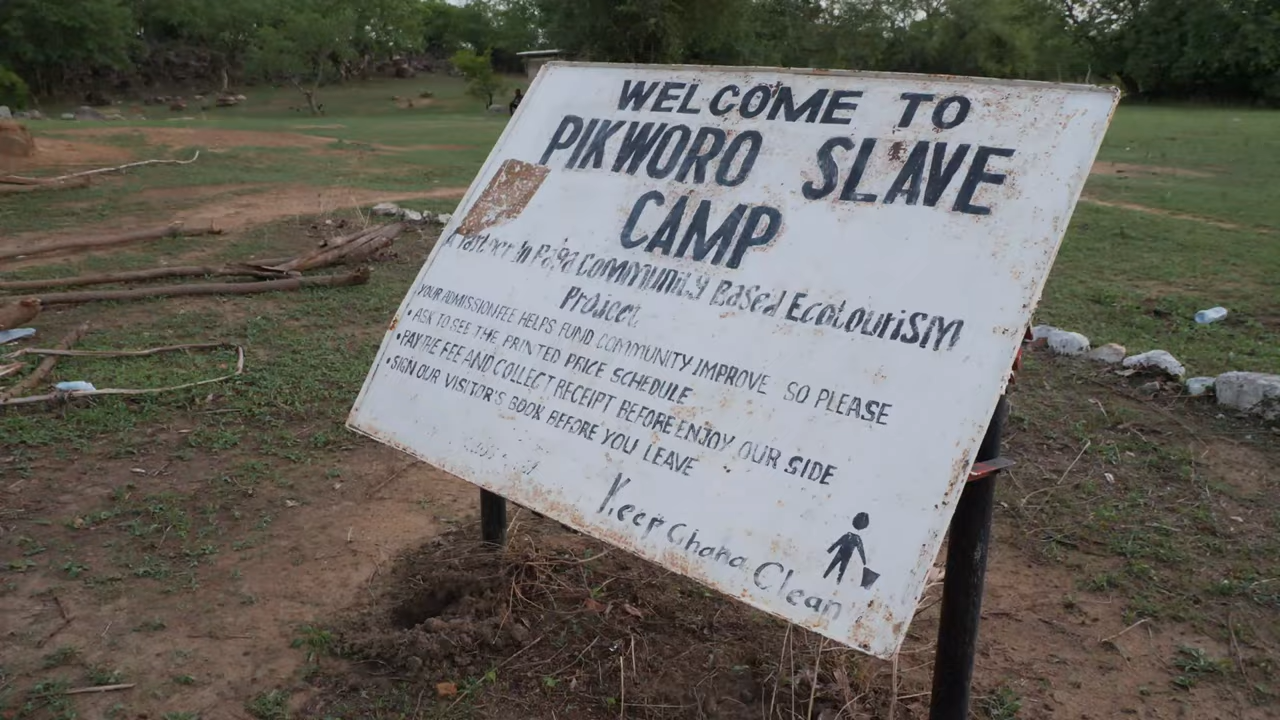 WELCOME TO
PIKWORO SLAVE
CAMP
A Partner In Paga Community Based Ecotourism
Project
YOUR ADMISSION FEE HELPS FUND COMMUNITY IMPROVE SO PLEASE
• ASK TO SEE THE PRINTED PRICE SCHEDULE
• PAY THE FEE AND COLLECT RECEIPT BEFORE ENJOY OUR SIDE
• SIGN OUR VISITOR'S BOOK BEFORE YOU LEAVE
Keep Ghana Clean